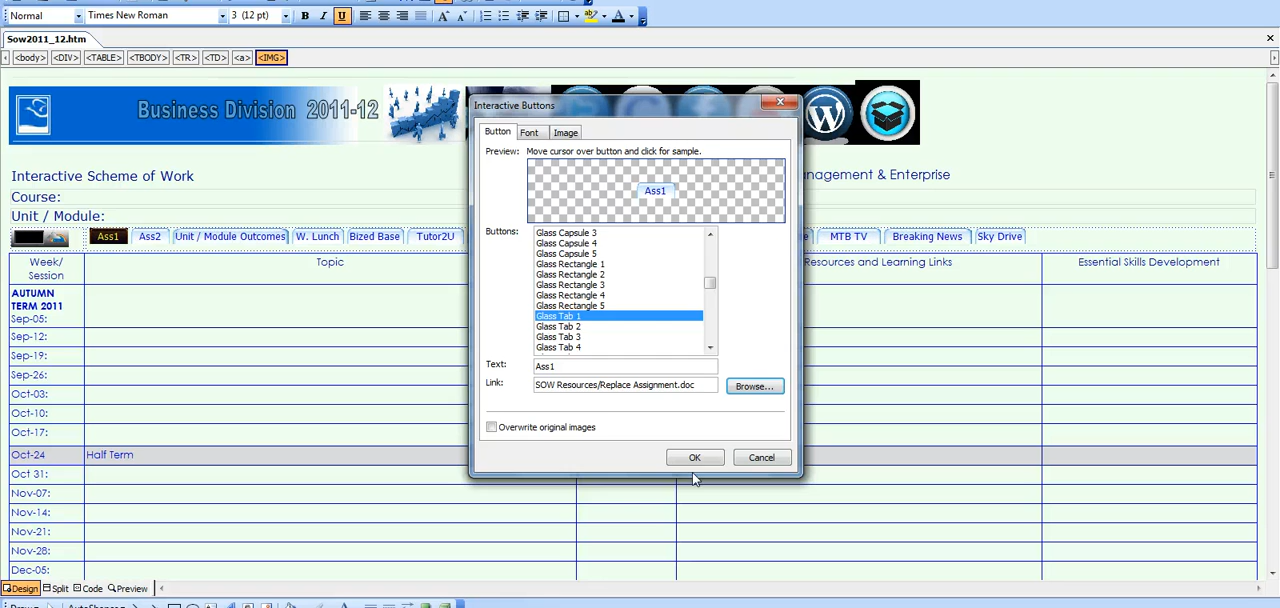 Normal Times New Roman 3 (12 pt) B I U A A A
Sow2011_12.htm
<body> <DIV> <TABLE> <TBODY> <TR> <TD> <a> <IMG>
Business Division 2011-12
Interactive Buttons
Button Font Image
Preview: Move cursor over button and click for sample.
Ass1
Buttons:
Glass Capsule 3
Glass Capsule 4
Glass Capsule 5
Glass Rectangle 1
Glass Rectangle 2
Glass Rectangle 3
Glass Rectangle 4
Glass Rectangle 5
Glass Tab 1
Glass Tab 2
Glass Tab 3
Glass Tab 4
Text: Ass1
Link: SOW Resources/Replace Assignment.doc Browse...
Overwrite original images
OK Cancel
Interactive Scheme of Work
nagement & Enterprise
Course:
Unit / Module:
Ass1 Ass2 Unit / Module Outcomes W. Lunch Bized Base Tutor2U MTB TV Breaking News Sky Drive
Week/
Session
Topic
Resources and Learning Links
Essential Skills Development
AUTUMN
TERM 2011
Sep-05:
Sep-12:
Sep-19:
Sep-26:
Oct-03:
Oct-10:
Oct-17:
Oct-24 Half Term
Oct 31:
Nov-07:
Nov-14:
Nov-21:
Nov-28:
Dec-05:
Design Split Code Preview